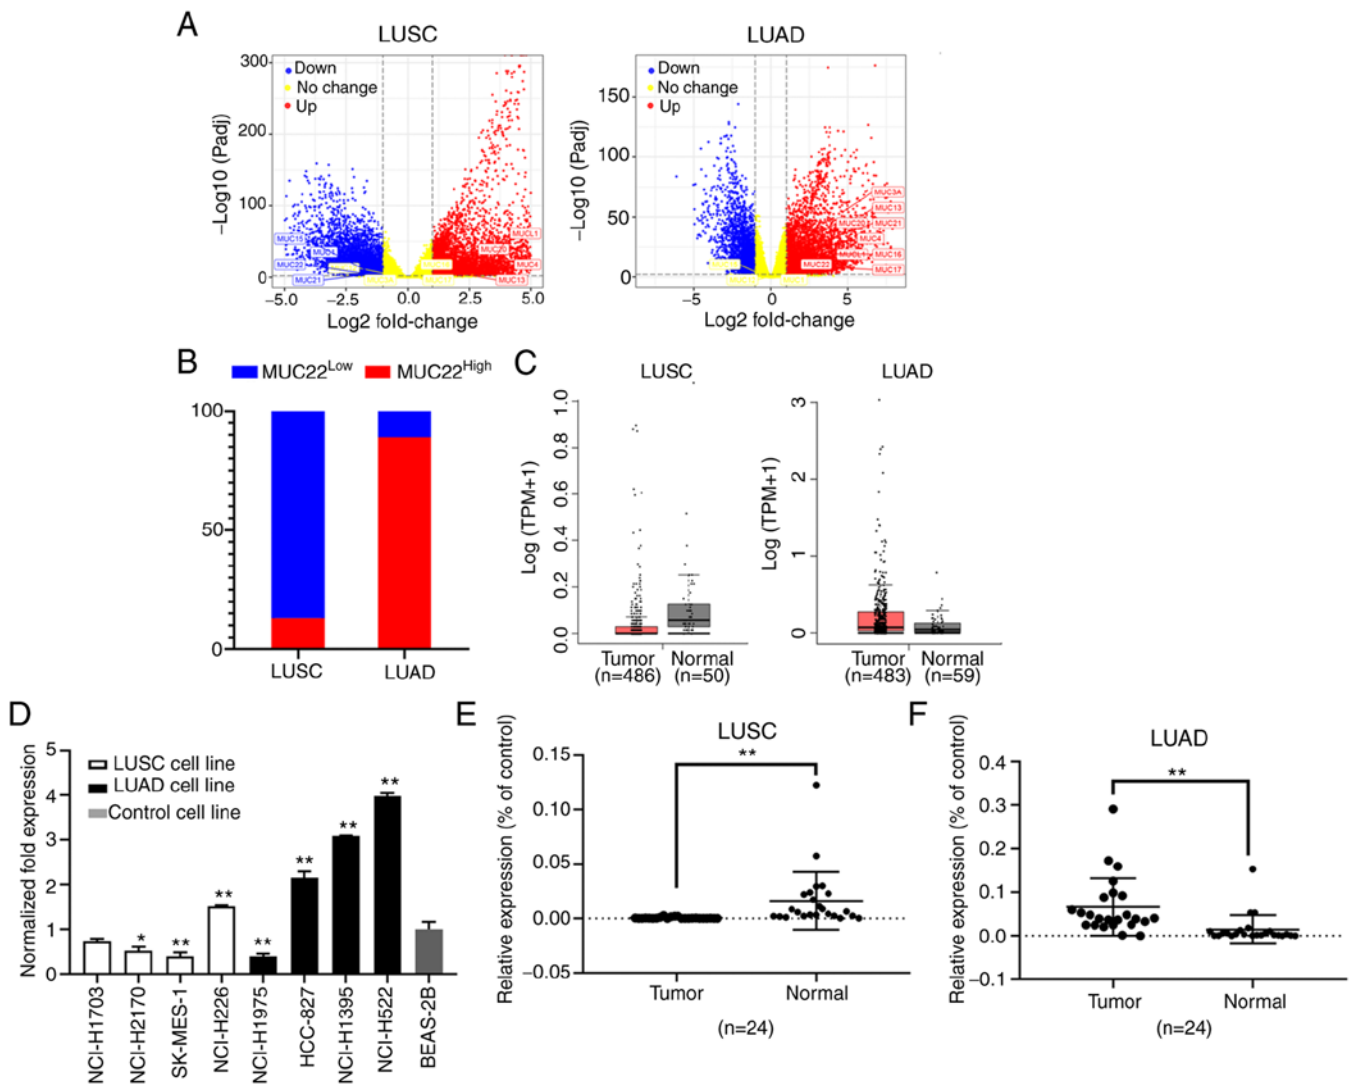 A
LUSC
LUAD
Down
No change
Up
Down
No change
Up
−Log10 (Padj)
300
200
100
0
MUC15
MUC22
MUC21
MUCL1
MUC20
MUC4
MUC13
−5.0
−2.5
0.0
2.5
5.0
Log2 fold-change
−Log10 (Padj)
150
100
50
0
MUC3A
MUC13
MUC20
MUC21
MUC4
MUC16
MUC22
MUC17
−5
0
5
Log2 fold-change
B
MUC22Low
MUC22High
100
50
0
LUSC
LUAD
C
LUSC
LUAD
Log (TPM+1)
1.0
0.8
0.6
0.4
0.2
0.0
Tumor
(n=486)
Normal
(n=50)
Log (TPM+1)
3
2
1
0
Tumor
(n=483)
Normal
(n=59)
D
Normalized fold expression
5
4
3
2
1
0
LUSC cell line
LUAD cell line
Control cell line
*
**
**
**
**
**
**
NCI-H1703
NCI-H2170
SK-MES-1
NCI-H226
NCI-H1975
HCC-827
NCI-H1395
NCI-H522
BEAS-2B
E
LUSC
**
Relative expression (% of control)
0.15
0.10
0.05
0.00
−0.05
Tumor
Normal
(n=24)
F
LUAD
**
Relative expression (% of control)
0.4
0.3
0.2
0.1
0.0
−0.1
Tumor
Normal
(n=24)